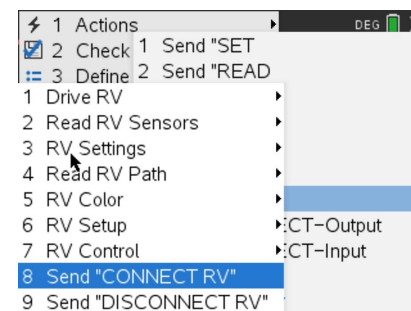 1 Actions DEG
2 Check 1 Send "SET
3 Define 2 Send "READ
1 Drive RV
2 Read RV Sensors
3 RV Settings
4 Read RV Path
5 RV Color
6 RV Setup ECT-Output
7 RV Control ECT-Input
8 Send "CONNECT RV"
9 Send "DISCONNECT RV"